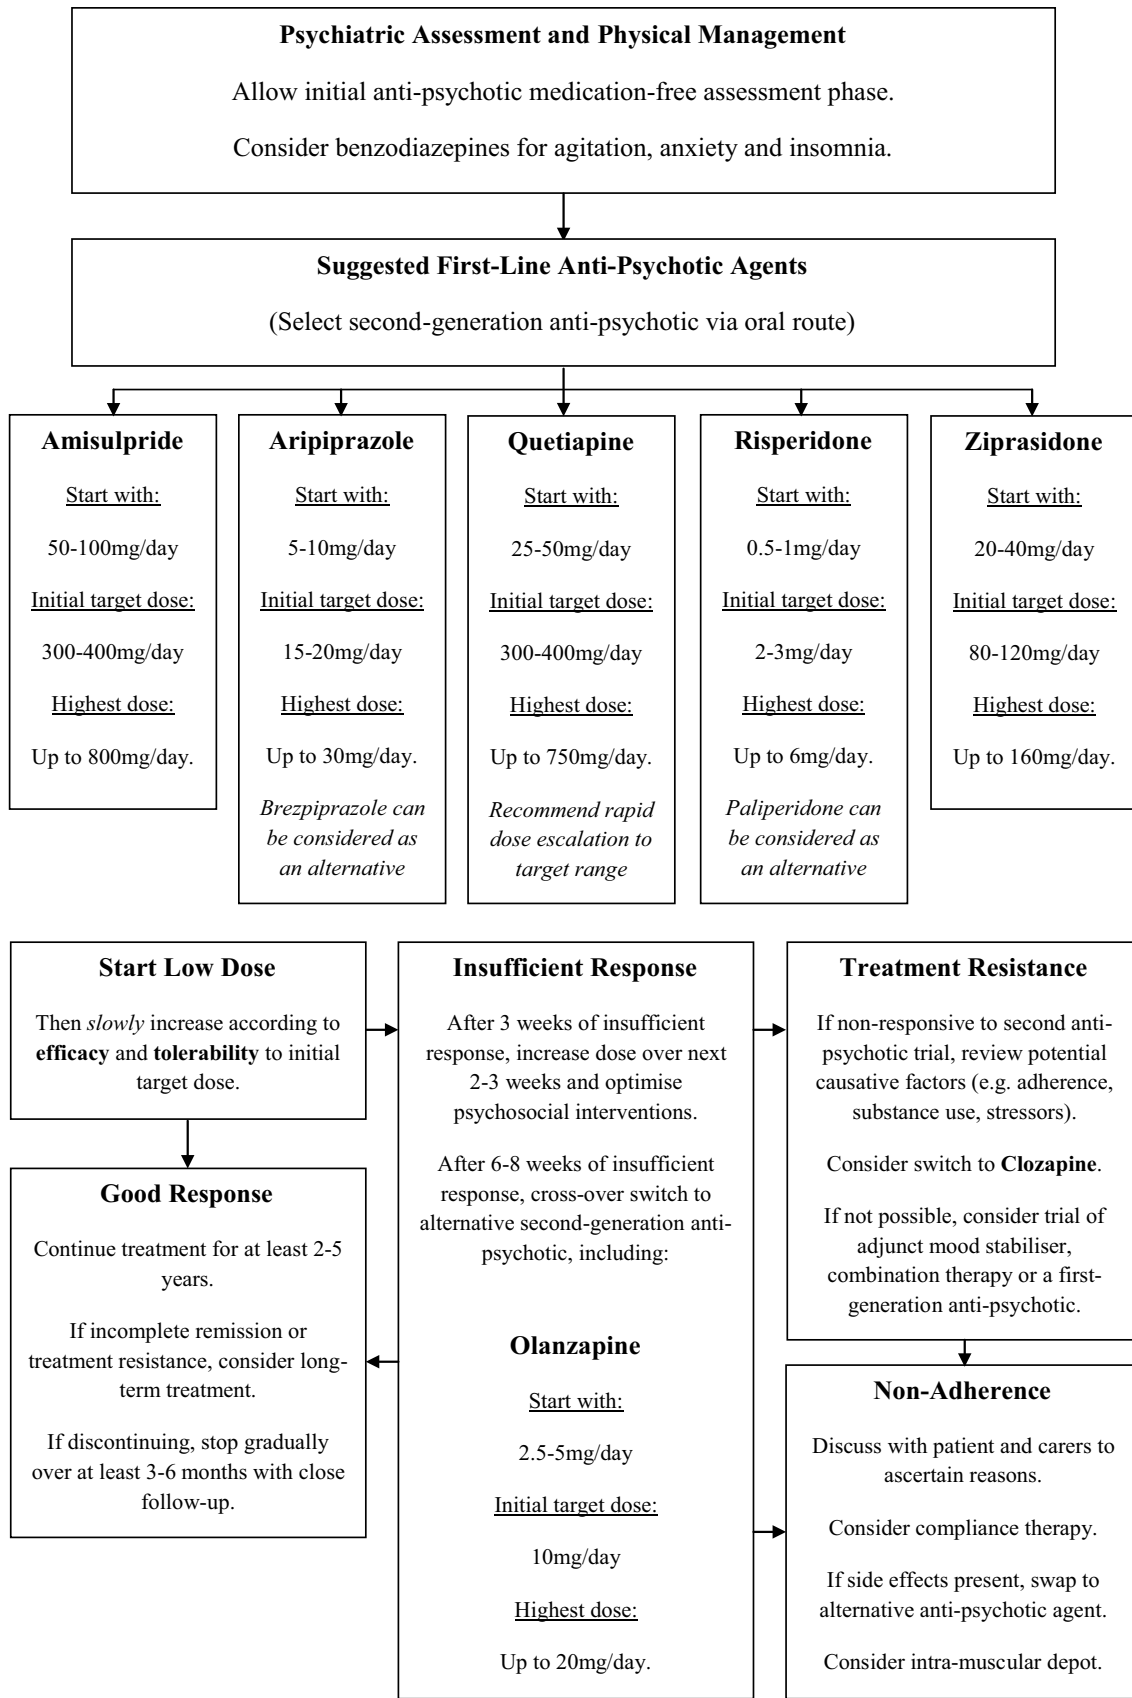 Psychiatric Assessment and Physical Management
Allow initial anti-psychotic medication-free assessment phase.
Consider benzodiazepines for agitation, anxiety and insomnia.
Suggested First-Line Anti-Psychotic Agents
(Select second-generation anti-psychotic via oral route)
Amisulpride
Start with:
50-100mg/day
Initial target dose:
300-400mg/day
Highest dose:
Up to 800mg/day.
Aripiprazole
Start with:
5-10mg/day
Initial target dose:
15-20mg/day
Highest dose:
Up to 30mg/day.
Brezpiprazole can
be considered as
an alternative
Quetiapine
Start with:
25-50mg/day
Initial target dose:
300-400mg/day
Highest dose:
Up to 750mg/day.
Recommend rapid
dose escalation to
target range
Risperidone
Start with:
0.5-1mg/day
Initial target dose:
2-3mg/day
Highest dose:
Up to 6mg/day.
Paliperidone can
be considered as
an alternative
Ziprasidone
Start with:
20-40mg/day
Initial target dose:
80-120mg/day
Highest dose:
Up to 160mg/day.
Start Low Dose
Then slowly increase according to
efficacy and tolerability to initial
target dose.
Good Response
Continue treatment for at least 2-5
years.
If incomplete remission or
treatment resistance, consider long-
term treatment.
If discontinuing, stop gradually
over at least 3-6 months with close
follow-up.
Insufficient Response
After 3 weeks of insufficient
response, increase dose over next
2-3 weeks and optimise
psychosocial interventions.
After 6-8 weeks of insufficient
response, cross-over switch to
alternative second-generation anti-
psychotic, including:
Olanzapine
Start with:
2.5-5mg/day
Initial target dose:
10mg/day
Highest dose:
Up to 20mg/day.
Treatment Resistance
If non-responsive to second anti-
psychotic trial, review potential
causative factors (e.g. adherence,
substance use, stressors).
Consider switch to Clozapine.
If not possible, consider trial of
adjunct mood stabiliser,
combination therapy or a first-
generation anti-psychotic.
Non-Adherence
Discuss with patient and carers to
ascertain reasons.
Consider compliance therapy.
If side effects present, swap to
alternative anti-psychotic agent.
Consider intra-muscular depot.